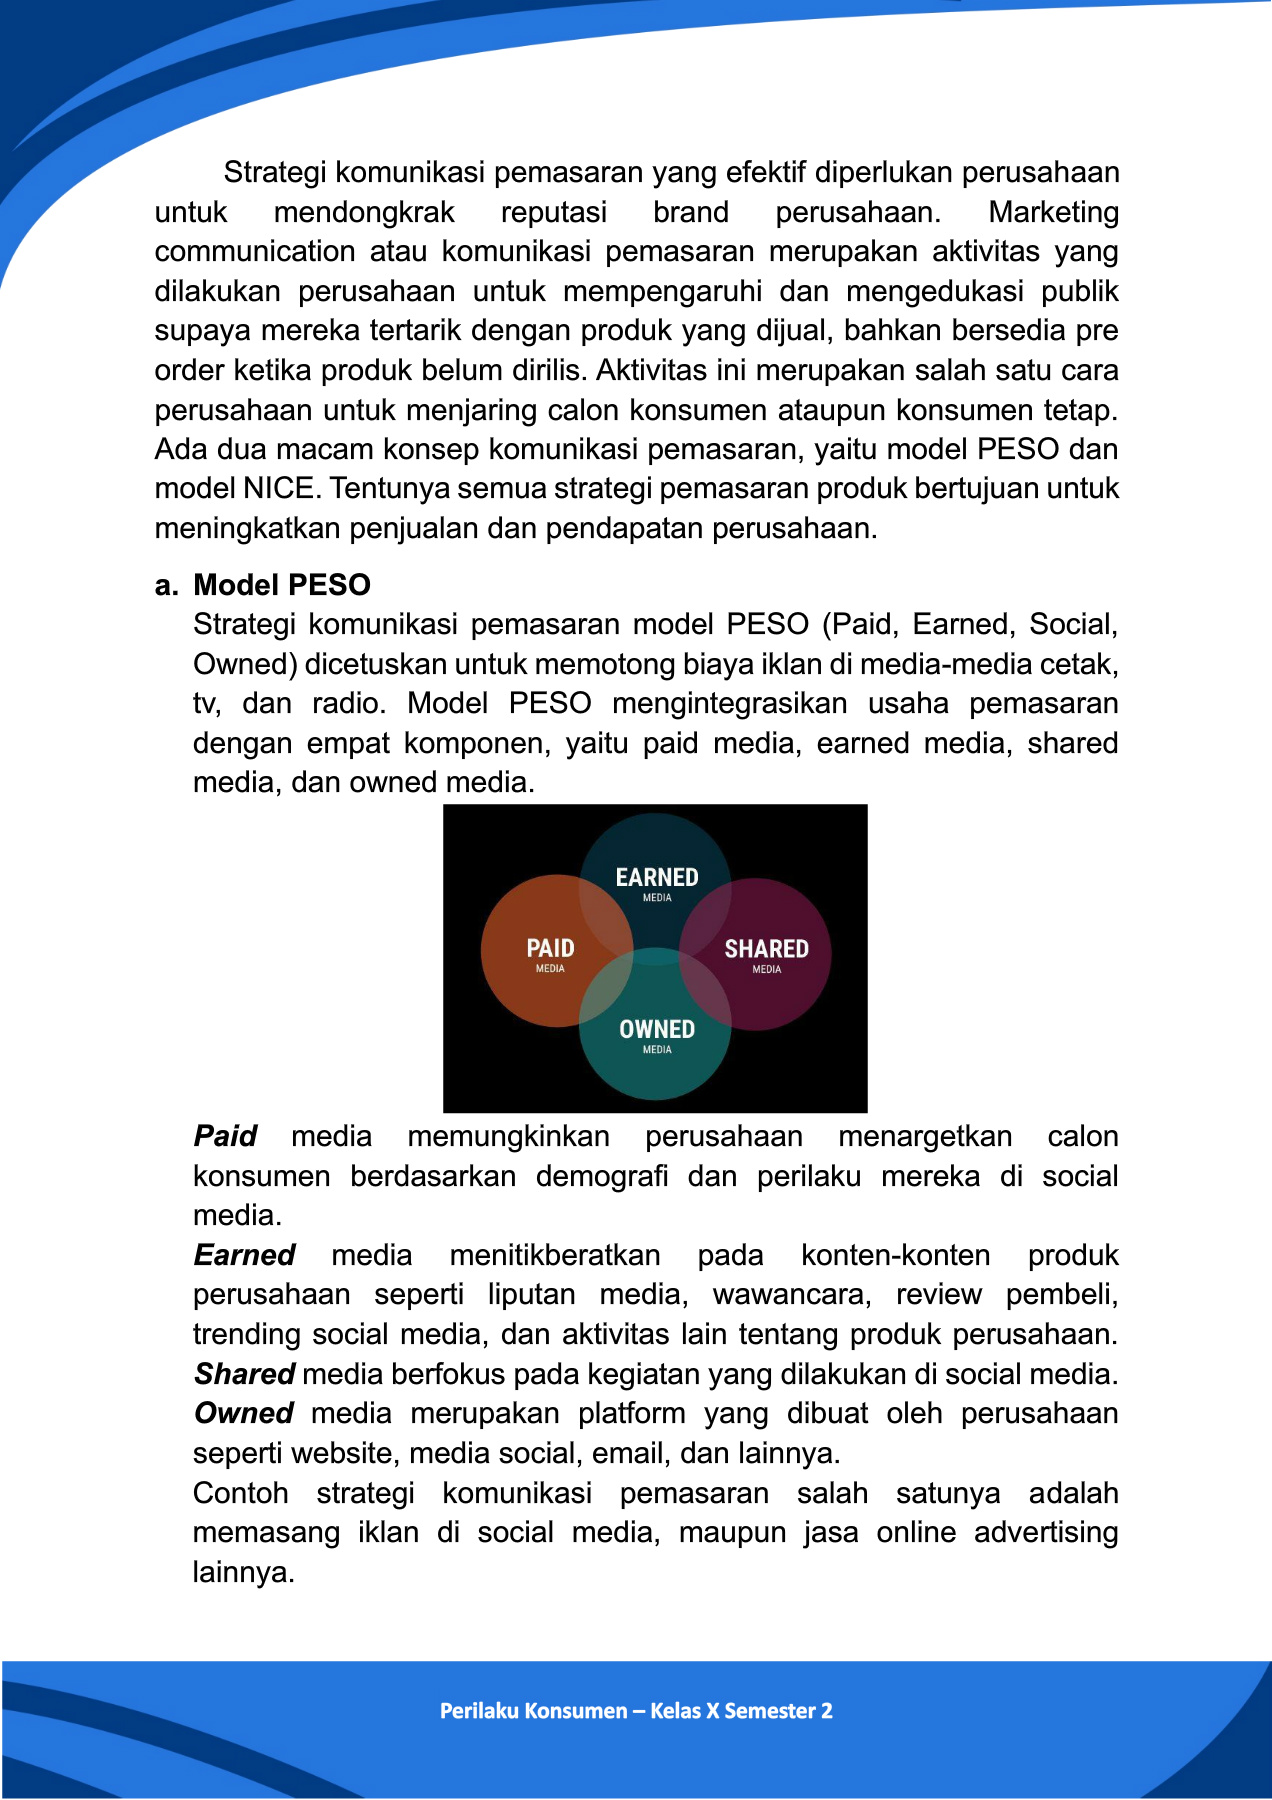 Strategi komunikasi pemasaran yang efektif diperlukan perusahaan
untuk mendongkrak reputasi brand perusahaan. Marketing
communication atau komunikasi pemasaran merupakan aktivitas yang
dilakukan perusahaan untuk mempengaruhi dan mengedukasi publik
supaya mereka tertarik dengan produk yang dijual, bahkan bersedia pre
order ketika produk belum dirilis. Aktivitas ini merupakan salah satu cara
perusahaan untuk menjaring calon konsumen ataupun konsumen tetap.
Ada dua macam konsep komunikasi pemasaran, yaitu model PESO dan
model NICE. Tentunya semua strategi pemasaran produk bertujuan untuk
meningkatkan penjualan dan pendapatan perusahaan.
a. Model PESO
Strategi komunikasi pemasaran model PESO (Paid, Earned, Social,
Owned) dicetuskan untuk memotong biaya iklan di media-media cetak,
tv, dan radio. Model PESO mengintegrasikan usaha pemasaran
dengan empat komponen, yaitu paid media, earned media, shared
media, dan owned media.
EARNED
MEDIA
PAID
MEDIA
SHARED
MEDIA
OWNED
MEDIA
Paid media memungkinkan perusahaan menargetkan calon
konsumen berdasarkan demografi dan perilaku mereka di social
media.
Earned media menitikberatkan pada konten-konten produk
perusahaan seperti liputan media, wawancara, review pembeli,
trending social media, dan aktivitas lain tentang produk perusahaan.
Shared media berfokus pada kegiatan yang dilakukan di social media.
Owned media merupakan platform yang dibuat oleh perusahaan
seperti website, media social, email, dan lainnya.
Contoh strategi komunikasi pemasaran salah satunya adalah
memasang iklan di social media, maupun jasa online advertising
lainnya.
Perilaku Konsumen – Kelas X Semester 2